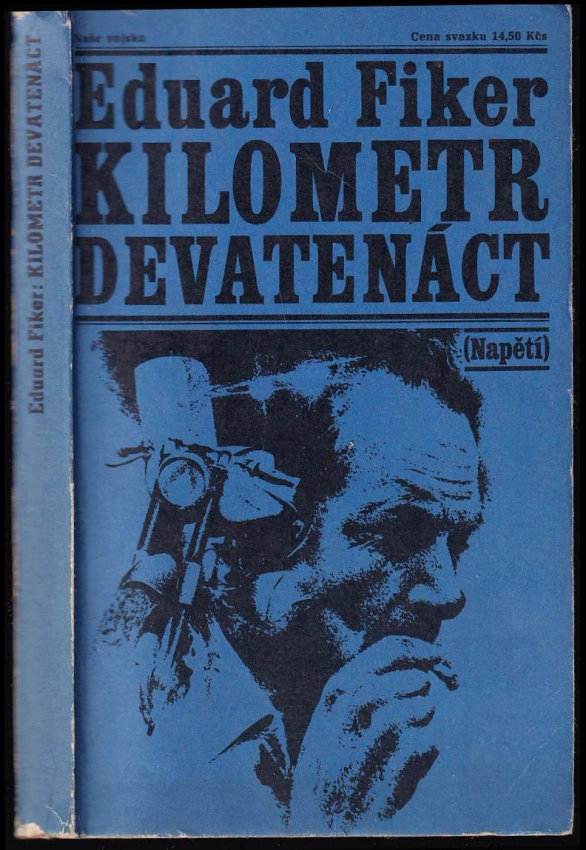 Eduard Fiker: KILOMETR DEVATENÁCT
Naše vojsko
Cena svazku 14,50 Kčs
Eduard Fiker
KILOMETR
DEVATENÁCT
(Napětí)